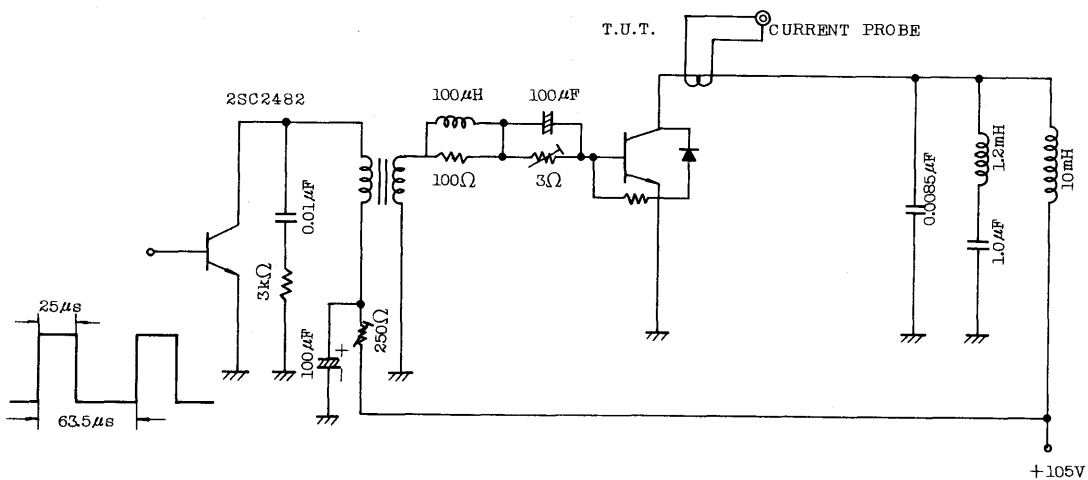 T.U.T.
CURRENT PROBE
2SC2482
100μH
100μF
100Ω
3Ω
0.01μF
3kΩ
100μF
+
250Ω
0.0085μF
1.2mH
1.0μF
10mH
25μs
63.5μs
+105V